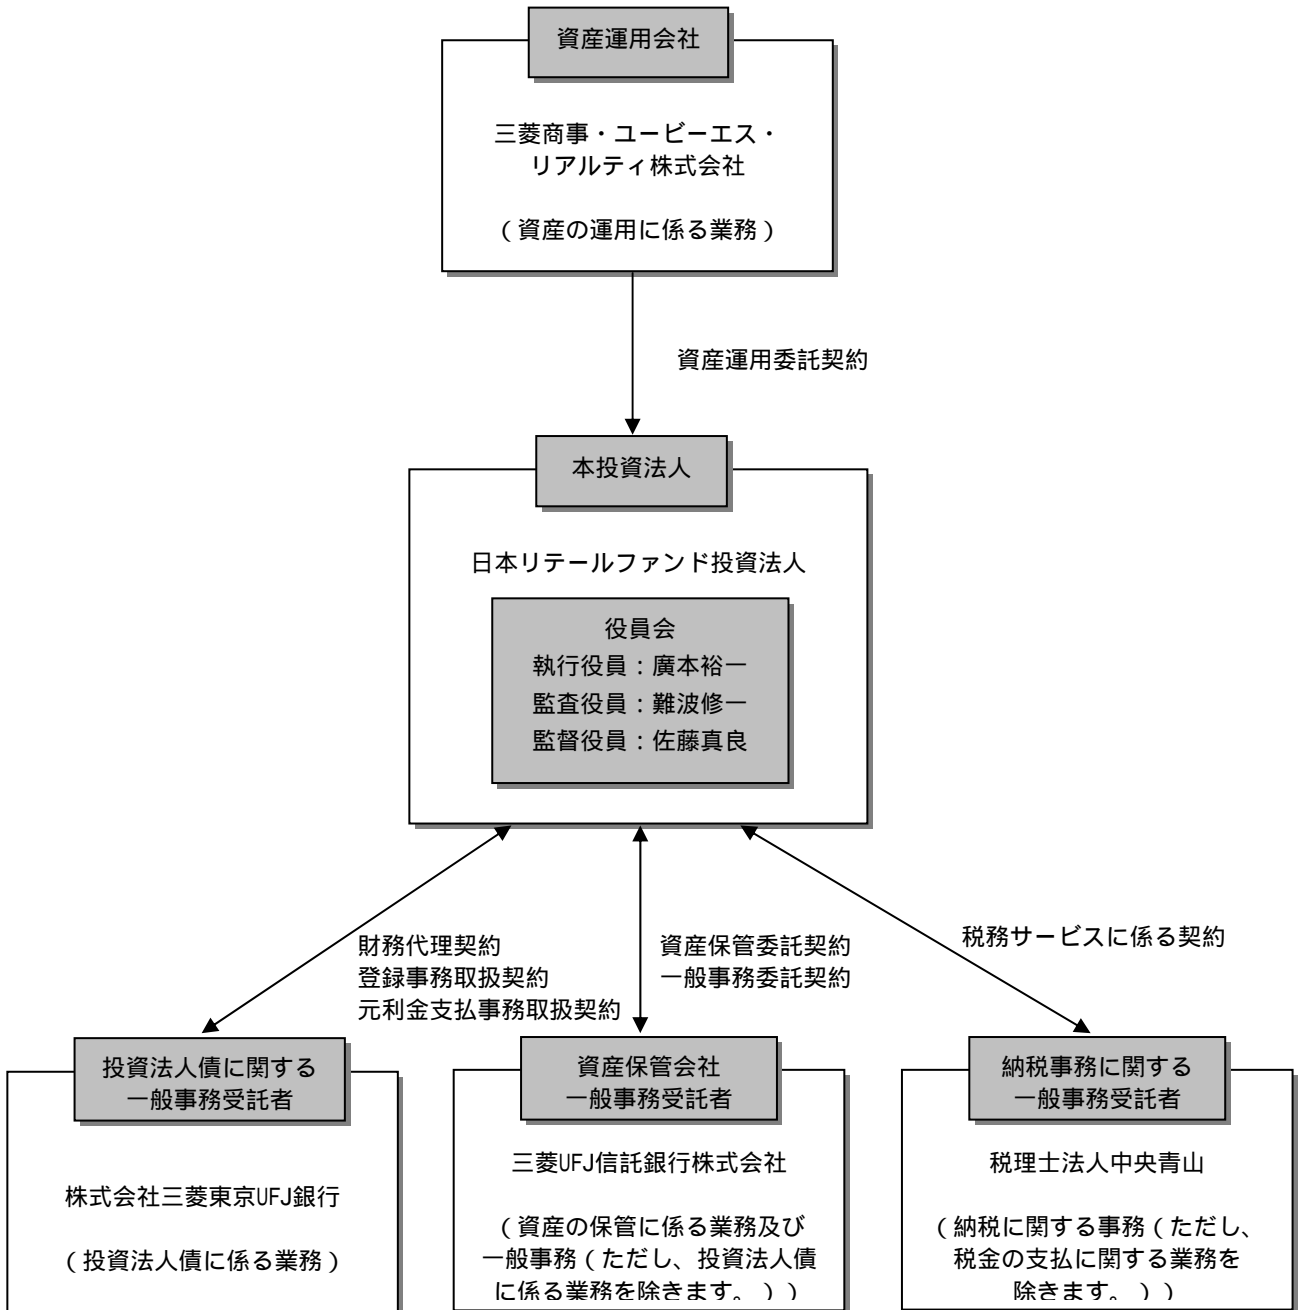 資産運用会社
三菱商事・ユービーエス・
リアルティ株式会社
(資産の運用に係る業務)
資産運用委託契約
本投資法人
日本リテールファンド投資法人
役員会
執行役員:廣本裕一
監査役員:難波修一
監督役員:佐藤真良
財務代理契約
登録事務取扱契約
元利金支払事務取扱契約
資産保管委託契約
一般事務委託契約
税務サービスに係る契約
投資法人債に関する
一般事務受託者
株式会社三菱東京UFJ銀行
(投資法人債に係る業務)
資産保管会社
一般事務受託者
三菱UFJ信託銀行株式会社
(資産の保管に係る業務及び
一般事務(ただし、投資法人債
に係る業務を除きます。))
納税事務に関する
一般事務受託者
税理士法人中央青山
(納税に関する事務(ただし、
税金の支払に関する業務を
除きます。))